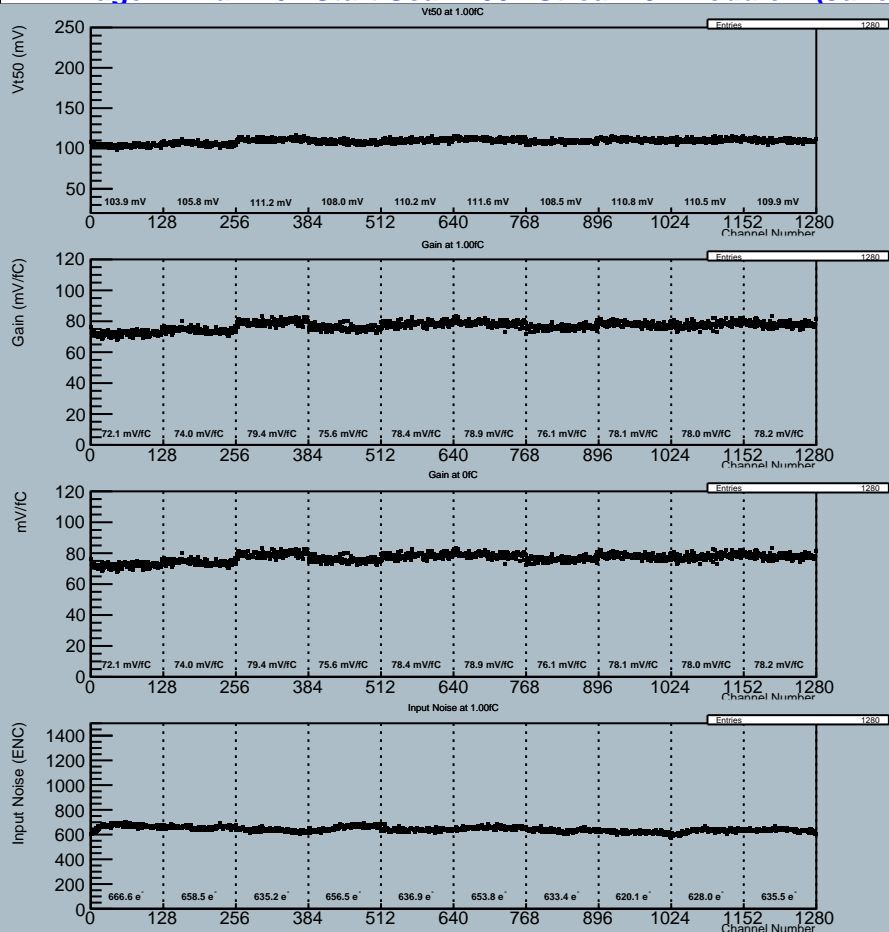 Vt50 at 1.00fC
Entries 1280
Vt50 (mV)
250
200
150
100
50
103.9 mV 105.8 mV 111.2 mV 108.0 mV 110.2 mV 111.6 mV 108.5 mV 110.8 mV 110.5 mV 109.9 mV
0 128 256 384 512 640 768 896 1024 1152 1280
Channel Number
Gain at 1.00fC
Entries 1280
Gain (mV/fC)
120
100
80
60
40
20
0
72.1 mV/fC 74.0 mV/fC 79.4 mV/fC 75.6 mV/fC 78.4 mV/fC 78.9 mV/fC 76.1 mV/fC 78.1 mV/fC 78.0 mV/fC 78.2 mV/fC
0 128 256 384 512 640 768 896 1024 1152 1280
Channel Number
Gain at 0fC
Entries 1280
mV/fC
120
100
80
60
40
20
0
72.1 mV/fC 74.0 mV/fC 79.4 mV/fC 75.6 mV/fC 78.4 mV/fC 78.9 mV/fC 76.1 mV/fC 78.1 mV/fC 78.0 mV/fC 78.2 mV/fC
0 128 256 384 512 640 768 896 1024 1152 1280
Channel Number
Input Noise at 1.00fC
Entries 1280
Input Noise (ENC)
1400
1200
1000
800
600
400
200
0
666.6 e⁻ 658.5 e⁻ 635.2 e⁻ 656.5 e⁻ 636.9 e⁻ 653.8 e⁻ 633.4 e⁻ 620.1 e⁻ 628.0 e⁻ 635.5 e⁻
0 128 256 384 512 640 768 896 1024 1152 1280